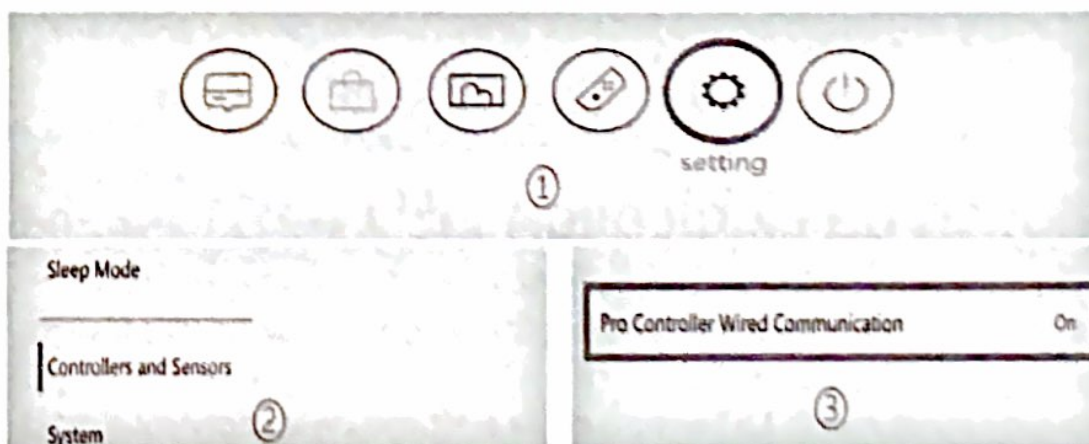 setting
①
Sleep Mode
Controllers and Sensors
②
System
Pro Controller Wired Communication On
③